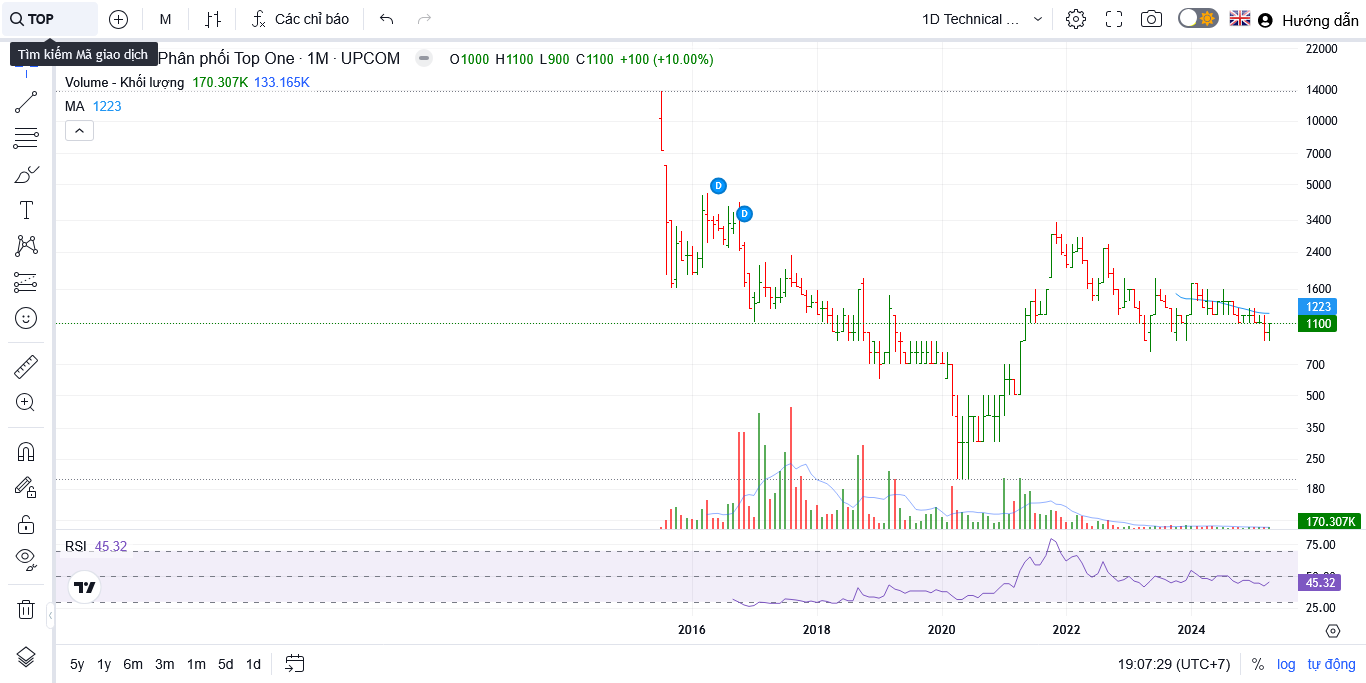 TOP
M
Các chỉ báo
1D Technical ...
Hướng dẫn
Tìm kiếm Mã giao dịch
Phân phối Top One · 1M · UPCOM
O1000 H1100 L900 C1100 +100 (+10.00%)
Volume - Khối lượng 170.307K 133.165K
MA 1223
D
D
22000
14000
10000
7000
5000
3400
2400
1600
1223
1100
700
500
350
250
180
170.307K
RSI 45.32
75.00
45.32
25.00
2016 2018 2020 2022 2024
5y 1y 6m 3m 1m 5d 1d
19:07:29 (UTC+7) % log tự động